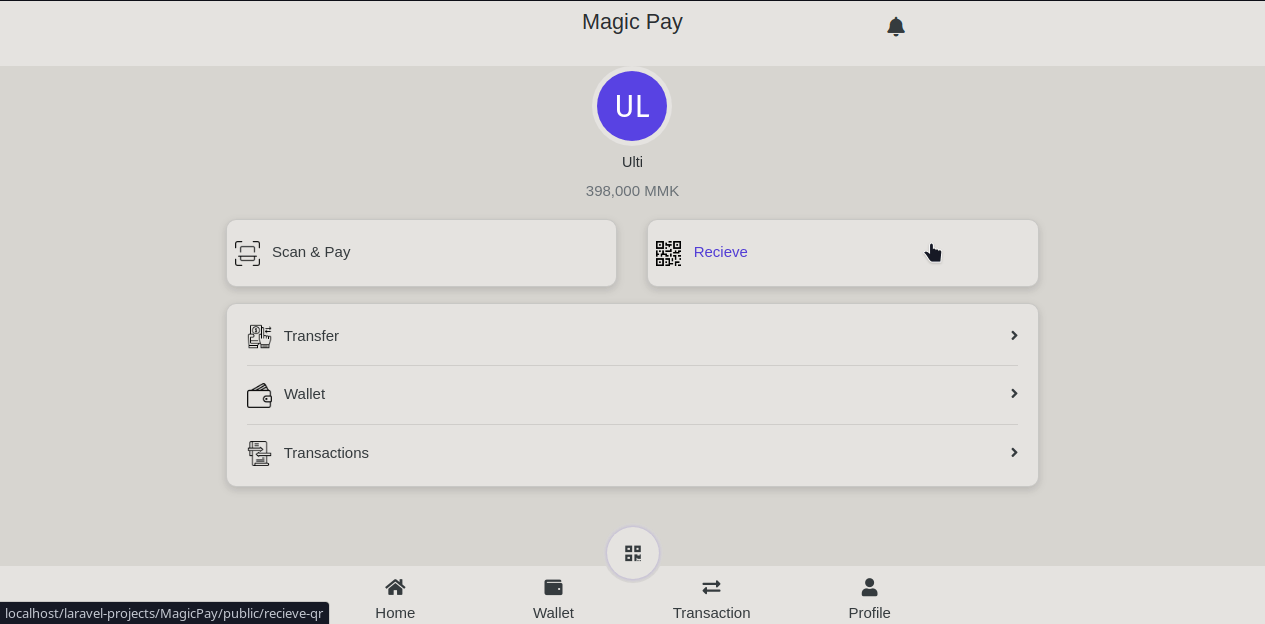 Magic Pay
UL
Ulti
398,000 MMK
Scan & Pay
Recieve
Transfer
Wallet
Transactions
Home
Wallet
Transaction
Profile
localhost/laravel-projects/MagicPay/public/recieve-qr